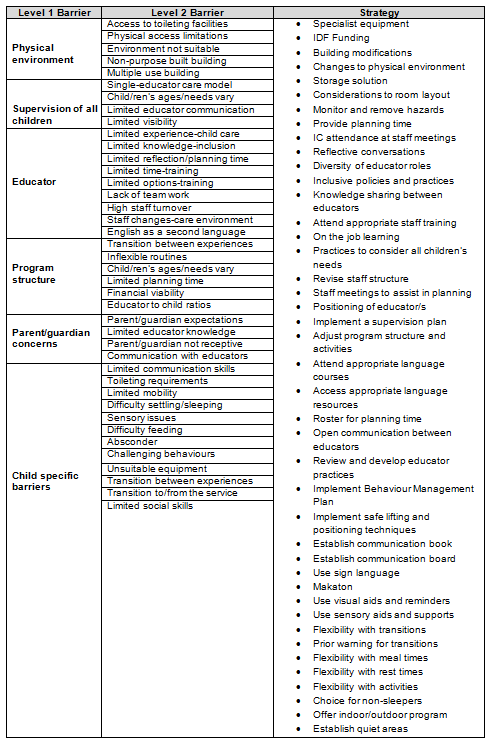 Level 1 Barrier
Level 2 Barrier
Strategy
Physical
environment
Access to toileting facilities
Physical access limitations
Environment not suitable
Non-purpose built building
Multiple use building
Supervision of all
children
Single-educator care model
Child/ren's ages/needs vary
Limited educator communication
Limited visibility
Educator
Limited experience-child care
Limited knowledge-inclusion
Limited reflection/planning time
Limited time-training
Limited options-training
Lack of team work
High staff turnover
Staff changes-care environment
English as a second language
Program
structure
Transition between experiences
Inflexible routines
Child/ren's ages/needs vary
Limited planning time
Financial viability
Educator to child ratios
Parent/guardian
concerns
Parent/guardian expectations
Limited educator knowledge
Parent/guardian not receptive
Communication with educators
Child specific
barriers
Limited communication skills
Toileting requirements
Limited mobility
Difficulty settling/sleeping
Sensory issues
Difficulty feeding
Absconder
Challenging behaviours
Unsuitable equipment
Transition between experiences
Transition to/from the service
Limited social skills
• Specialist equipment
• IDF Funding
• Building modifications
• Changes to physical environment
• Storage solution
• Considerations to room layout
• Monitor and remove hazards
• Provide planning time
• IC attendance at staff meetings
• Reflective conversations
• Diversity of educator roles
• Inclusive policies and practices
• Knowledge sharing between
educators
• Attend appropriate staff training
• On the job learning
• Practices to consider all children's
needs
• Revise staff structure
• Staff meetings to assist in planning
• Positioning of educator/s
• Implement a supervision plan
• Adjust program structure and
activities
• Attend appropriate language
courses
• Access appropriate language
resources
• Roster for planning time
• Open communication between
educators
• Review and develop educator
practices
• Implement Behaviour Management
Plan
• Implement safe lifting and
positioning techniques
• Establish communication book
• Establish communication board
• Use sign language
• Makaton
• Use visual aids and reminders
• Use sensory aids and supports
• Flexibility with transitions
• Prior warning for transitions
• Flexibility with meal times
• Flexibility with rest times
• Flexibility with activities
• Choice for non-sleepers
• Offer indoor/outdoor program
• Establish quiet areas